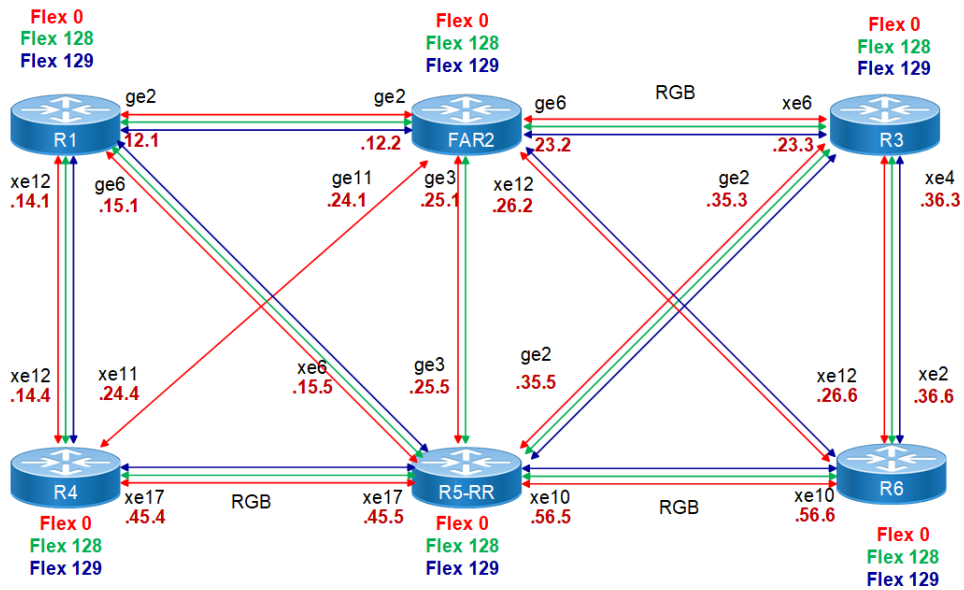 Flex 0
Flex 128
Flex 129
Flex 0
Flex 128
Flex 129
Flex 0
Flex 128
Flex 129
ge2
ge2
ge6
RGB
xe6
R1
.12.1
.12.2
FAR2
.23.2
.23.3
R3
xe12
.14.1
ge6
.15.1
ge11
.24.1
ge3
.25.1
xe12
.26.2
ge2
.35.3
xe4
.36.3
xe12
.14.4
xe11
.24.4
xe6
.15.5
ge3
.25.5
ge2
.35.5
xe12
.26.6
xe2
.36.6
R4
xe17
.45.4
RGB
xe17
.45.5
R5-RR
xe10
.56.5
RGB
xe10
.56.6
R6
Flex 0
Flex 128
Flex 129
Flex 0
Flex 128
Flex 129
Flex 0
Flex 128
Flex 129